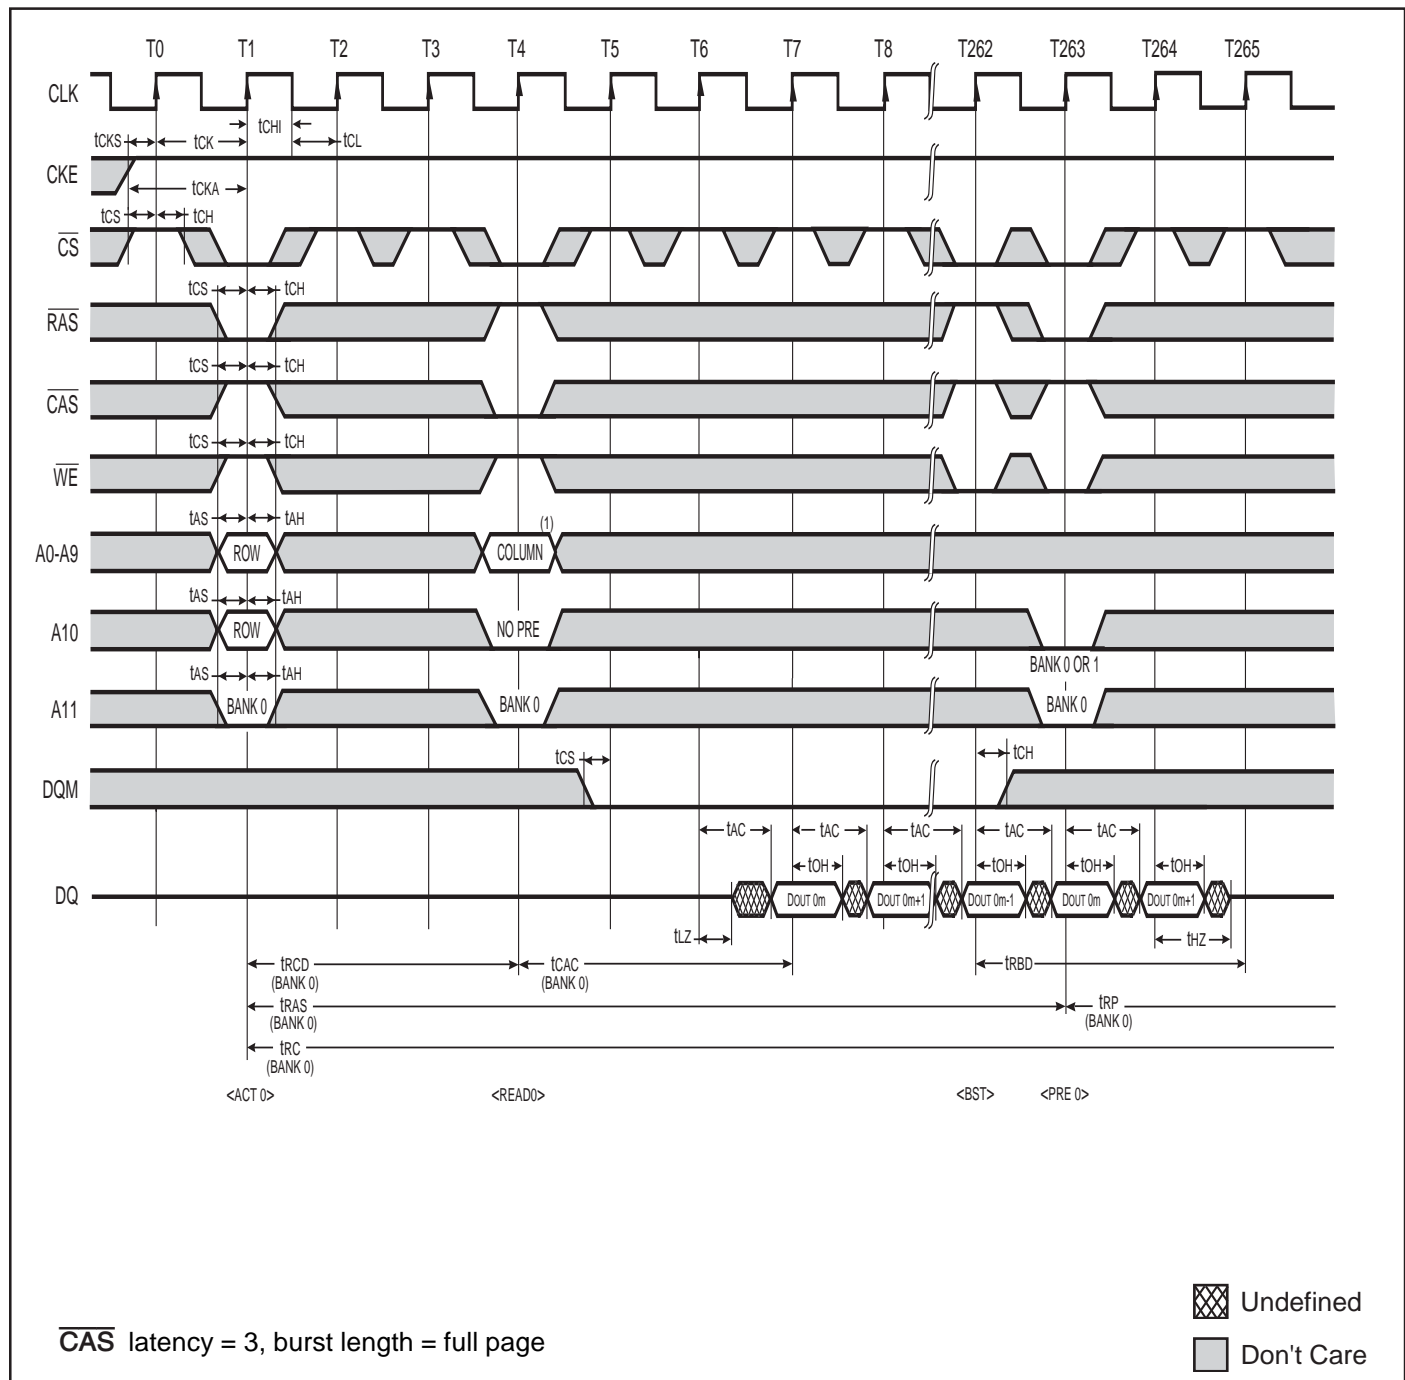 T0 T1 T2 T3 T4 T5 T6 T7 T8 T262 T263 T264 T265
CLK
tCHI
tCKS tCK tCL
CKE
tCKA
tCS tCH
CS
tCS tCH
RAS
tCS tCH
CAS
tCS tCH
WE
tAS tAH
(1)
A0-A9 ROW COLUMN
tAS tAH
A10 ROW NO PRE
BANK 0 OR 1
tAS tAH
A11 BANK 0 BANK 0 BANK 0
tCS tCH
DQM
tAC tAC tAC tAC tAC
tOH tOH tOH tOH tOH
DQ DOUT 0m DOUT 0m+1 DOUT 0m-1 DOUT 0m DOUT 0m+1
tLZ tHZ
tRCD tCAC tRBD
(BANK 0) (BANK 0)
tRAS tRP
(BANK 0) (BANK 0)
tRC
(BANK 0)
<ACT 0> <READ0> <BST> <PRE 0>
Undefined
CAS latency = 3, burst length = full page
Don't Care